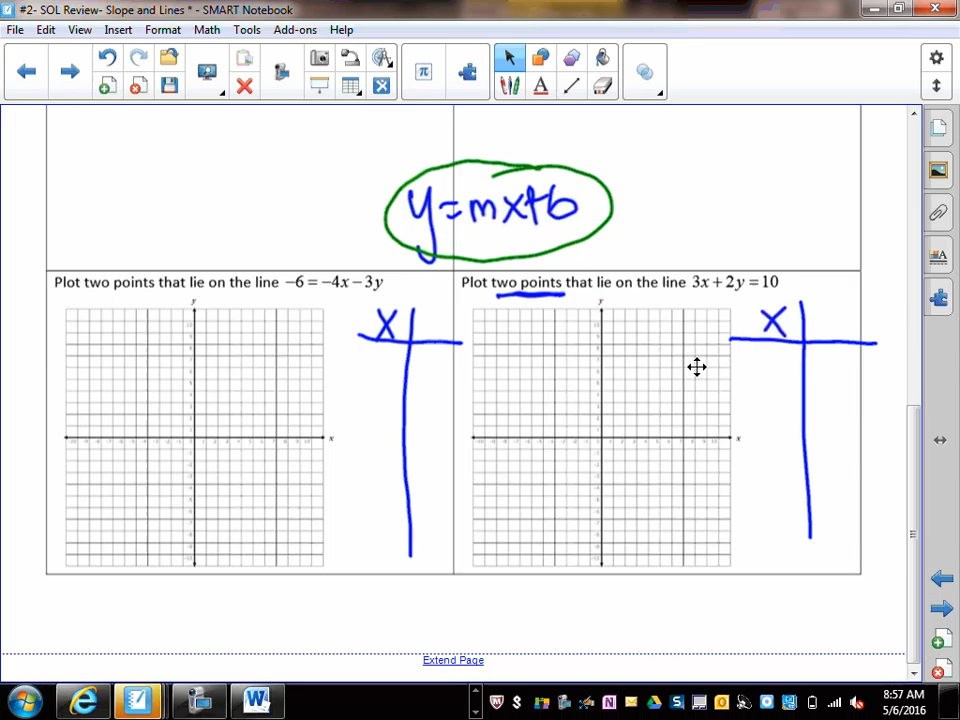 #2- SOL Review- Slope and Lines * - SMART Notebook
File Edit View Insert Format Math Tools Add-ons Help
y=mx+b
Plot two points that lie on the line −6 = −4x − 3y
Plot two points that lie on the line 3x + 2y = 10
y
x
X
y
x
X
Extend Page
8:57 AM
5/6/2016